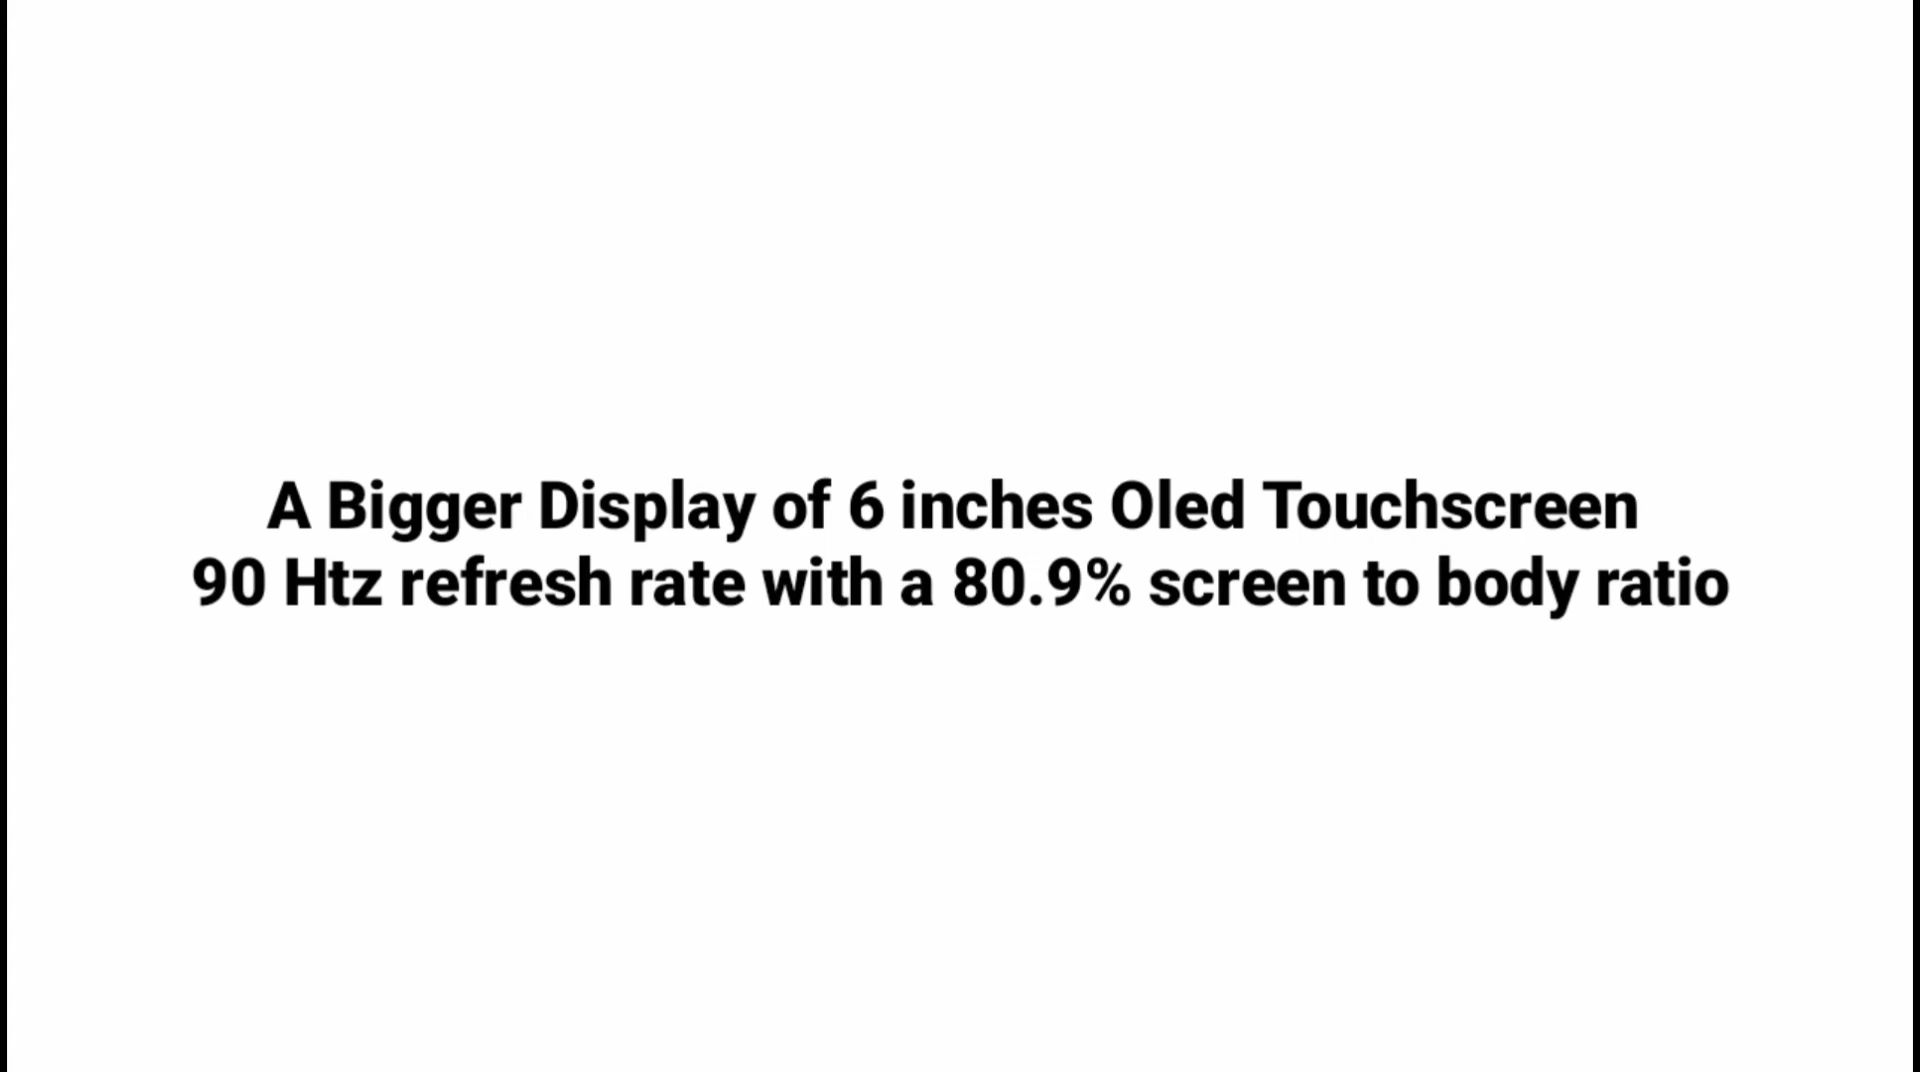 A Bigger Display of 6 inches Oled Touchscreen
90 Htz refresh rate with a 80.9% screen to body ratio